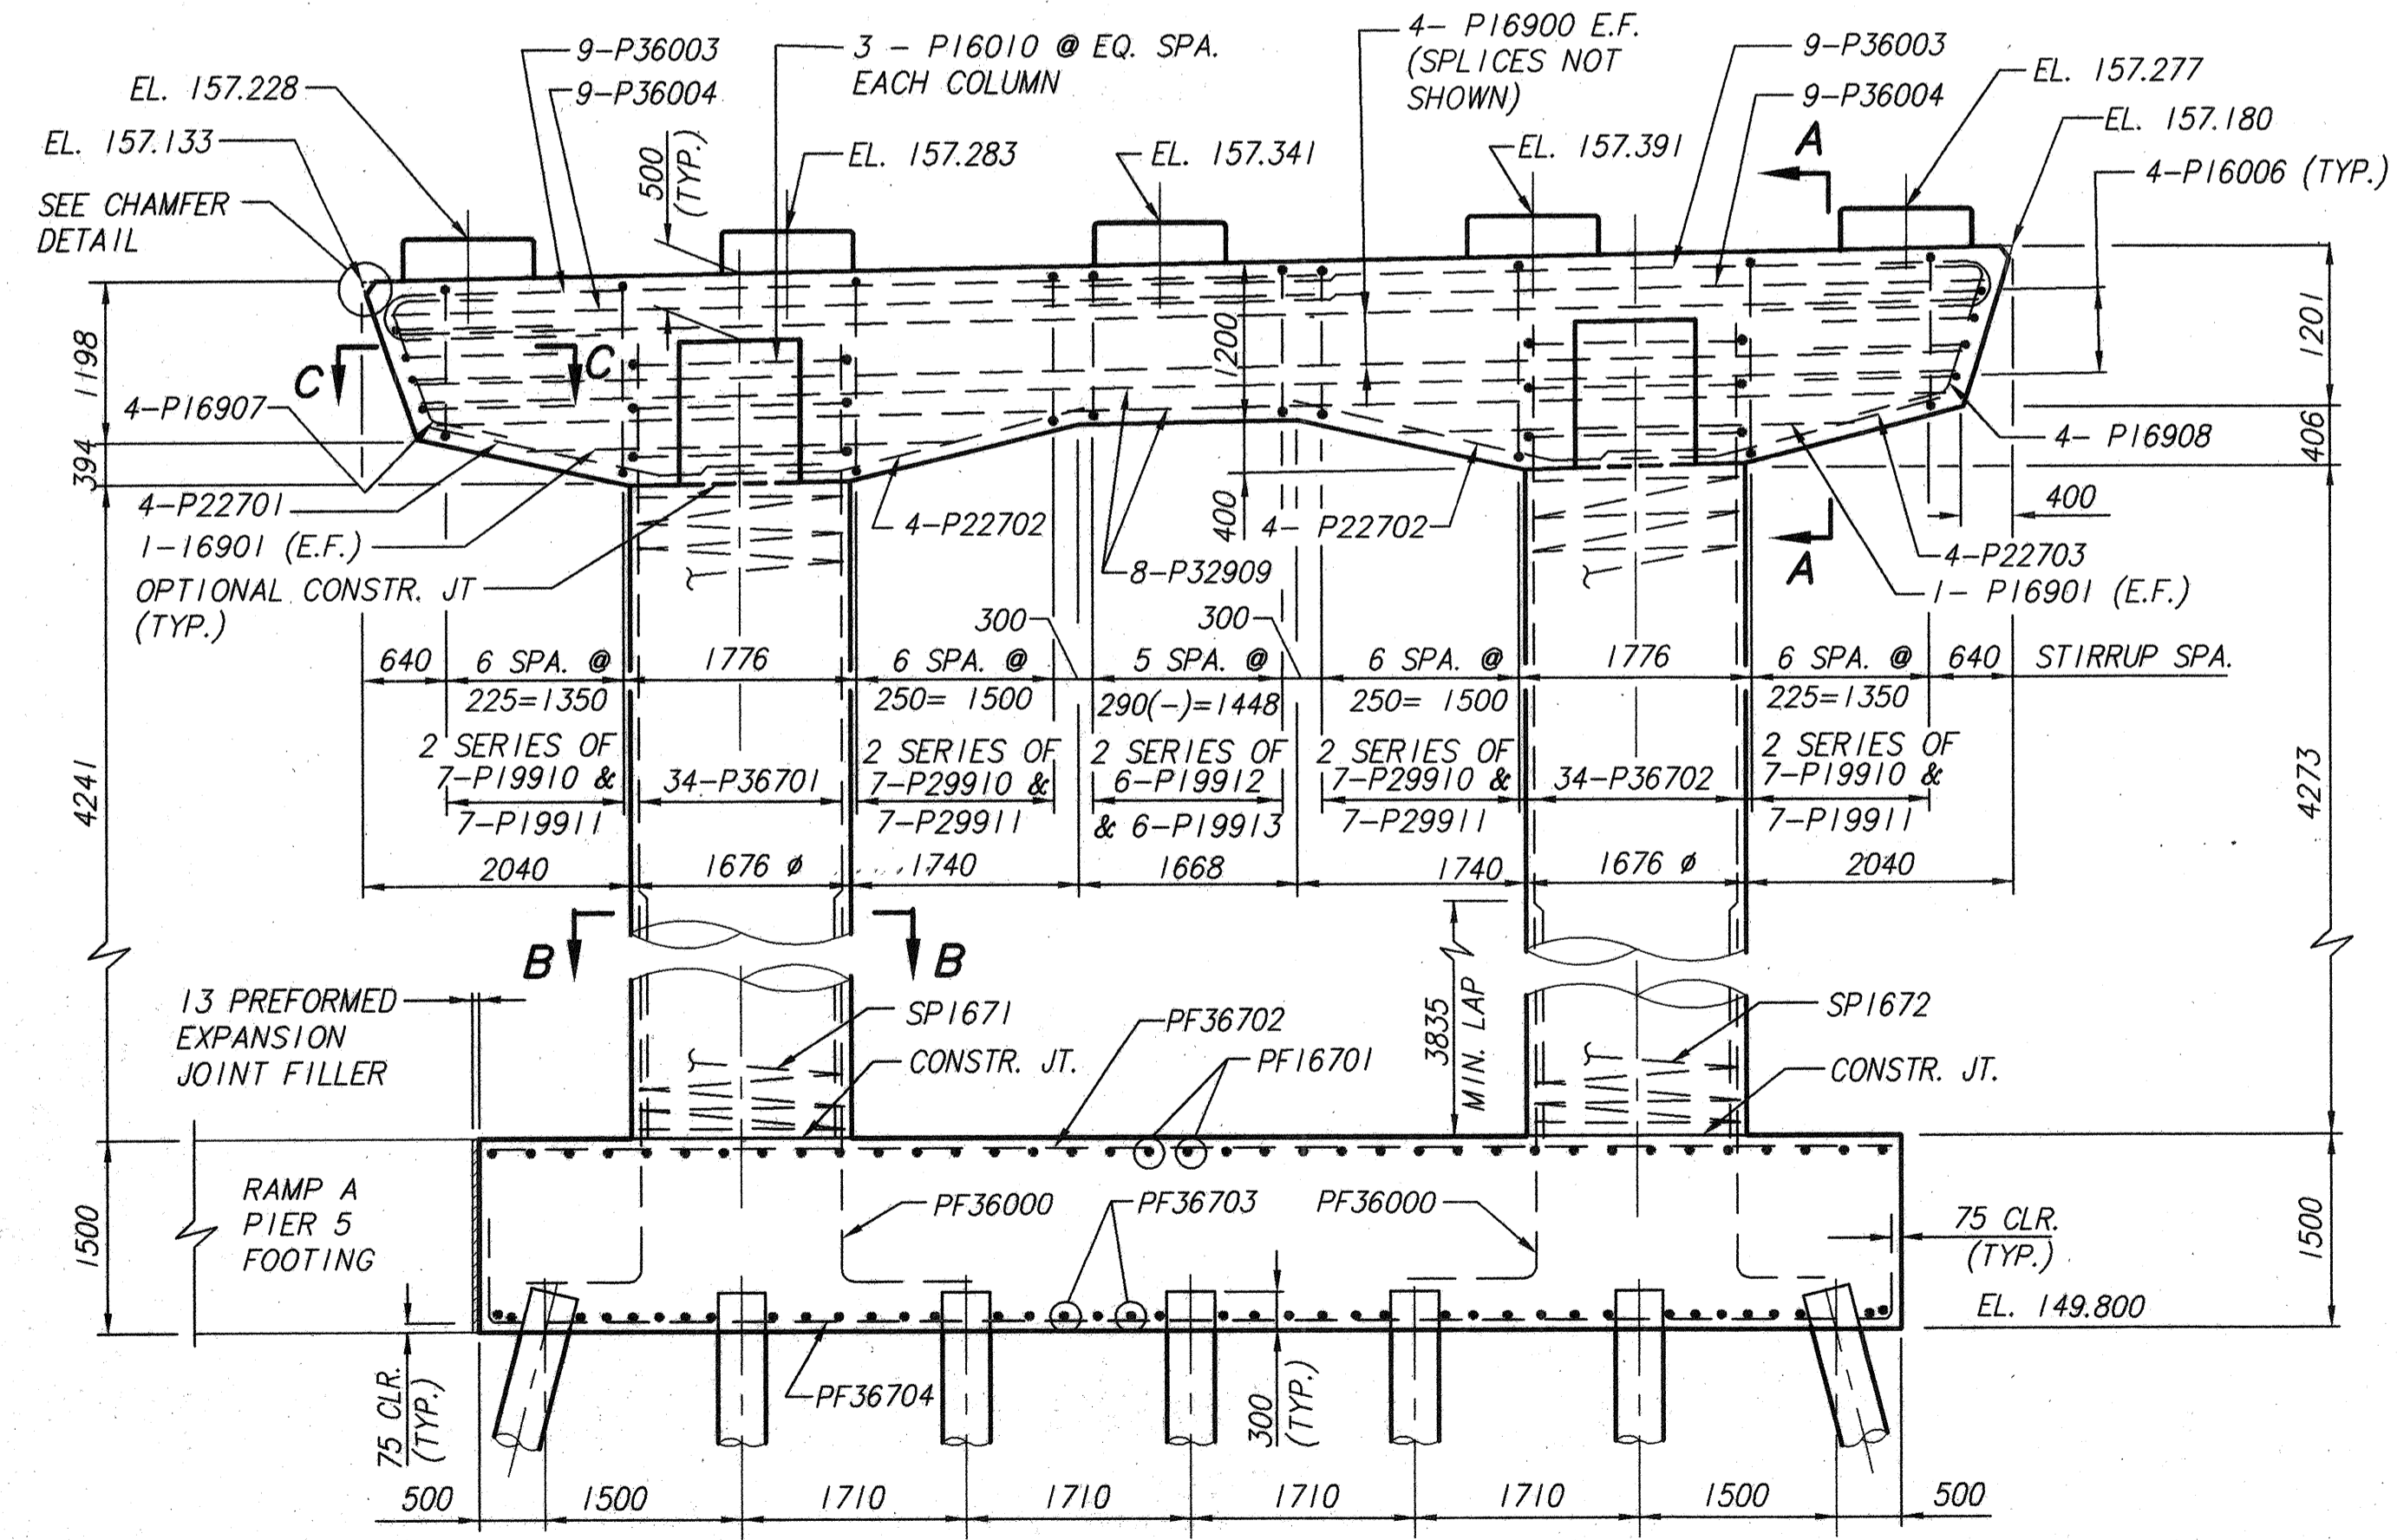 9-P36003
9-P36004
3 - P16010 @ EQ. SPA.
EACH COLUMN
4- P16900 E.F.
(SPLICES NOT
SHOWN)
9-P36003
9-P36004
EL. 157.277
EL. 157.180
4-P16006 (TYP.)
EL. 157.228
EL. 157.133
SEE CHAMFER
DETAIL
500
(TYP.)
EL. 157.283
EL. 157.341
EL. 157.391
A
1198
394
C
C
1200
400
1201
406
4-P16907
4-P22701
1-16901 (E.F.)
OPTIONAL CONSTR. JT
(TYP.)
4-P22702
8-P32909
4- P22702
4- P16908
400
A
4-P22703
1- P16901 (E.F.)
300
300
640
6 SPA. @
225=1350
1776
6 SPA. @
250= 1500
5 SPA. @
290(-)=1448
6 SPA. @
250= 1500
1776
6 SPA. @
225=1350
640
STIRRUP SPA.
2 SERIES OF
7-P19910 &
7-P19911
34-P36701
2 SERIES OF
7-P29910 &
7-P29911
2 SERIES OF
6-P19912
& 6-P19913
2 SERIES OF
7-P29910 &
7-P29911
34-P36702
2 SERIES OF
7-P19910 &
7-P19911
4241
4273
2040
1676 ø
1740
1668
1740
1676 ø
2040
B
B
13 PREFORMED
EXPANSION
JOINT FILLER
SP1671
CONSTR. JT.
PF36702
PF16701
3835
MIN. LAP
SP1672
CONSTR. JT.
1500
RAMP A
PIER 5
FOOTING
PF36000
PF36703
PF36000
75 CLR.
(TYP.)
1500
EL. 149.800
75 CLR.
(TYP.)
PF36704
300
(TYP.)
500
1500
1710
1710
1710
1710
1500
500